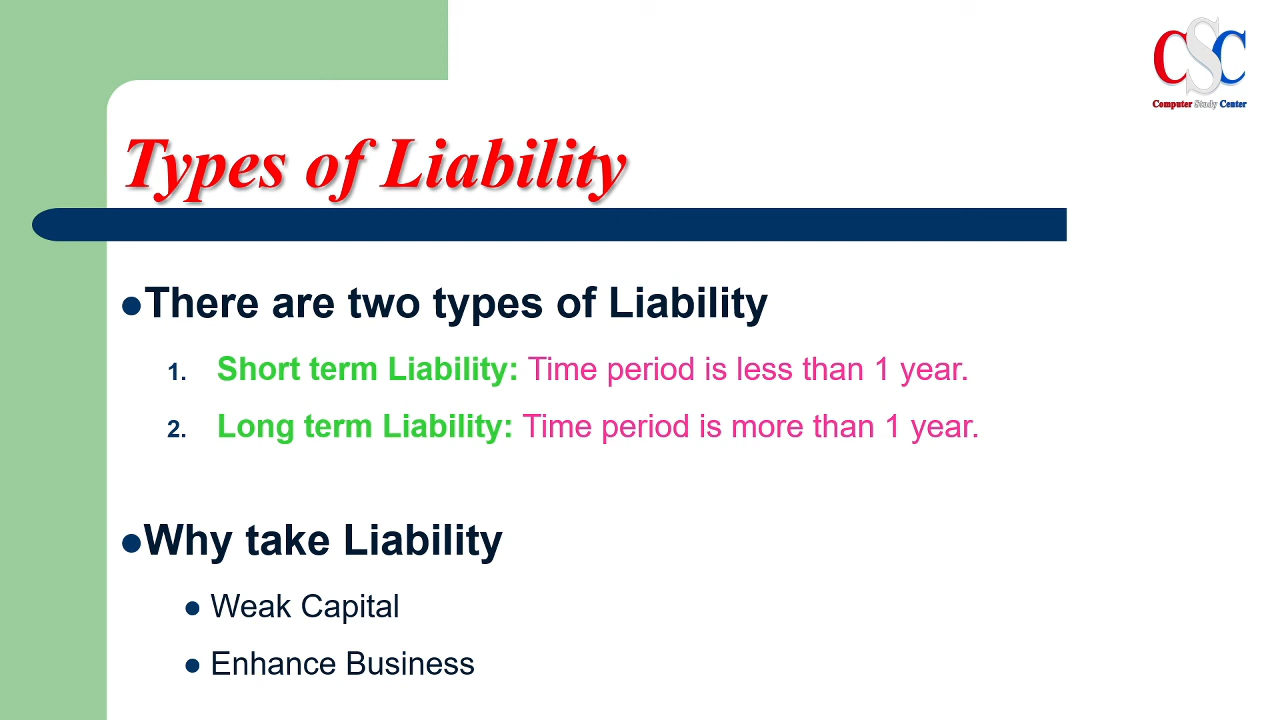 CSC
Computer Study Center
Types of Liability
There are two types of Liability
1. Short term Liability: Time period is less than 1 year.
2. Long term Liability: Time period is more than 1 year.
Why take Liability
Weak Capital
Enhance Business